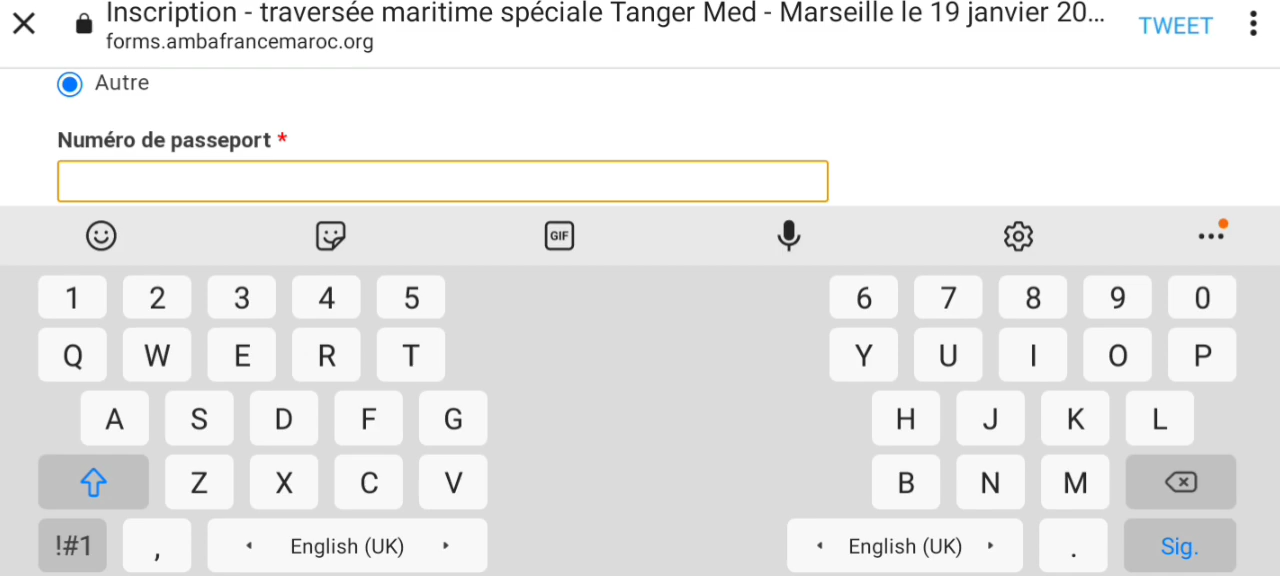 Inscription - traversée maritime spéciale Tanger Med - Marseille le 19 janvier 20...
TWEET
forms.ambafrancemaroc.org
Autre
Numéro de passeport *
GIF
1 2 3 4 5 6 7 8 9 0
Q W E R T Y U I O P
A S D F G H J K L
Z X C V B N M
!#1 , English (UK) English (UK) . Sig.